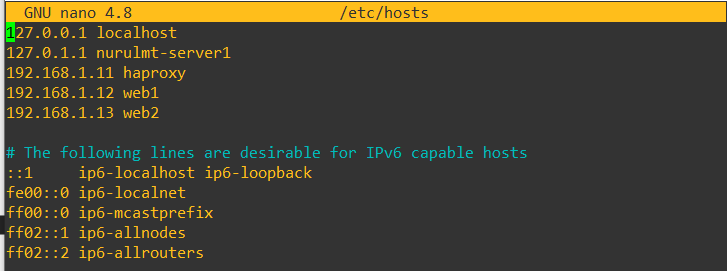 GNU nano 4.8 /etc/hosts
127.0.0.1 localhost
127.0.1.1 nurulmt-server1
192.168.1.11 haproxy
192.168.1.12 web1
192.168.1.13 web2
# The following lines are desirable for IPv6 capable hosts
::1     ip6-localhost ip6-loopback
fe00::0 ip6-localnet
ff00::0 ip6-mcastprefix
ff02::1 ip6-allnodes
ff02::2 ip6-allrouters